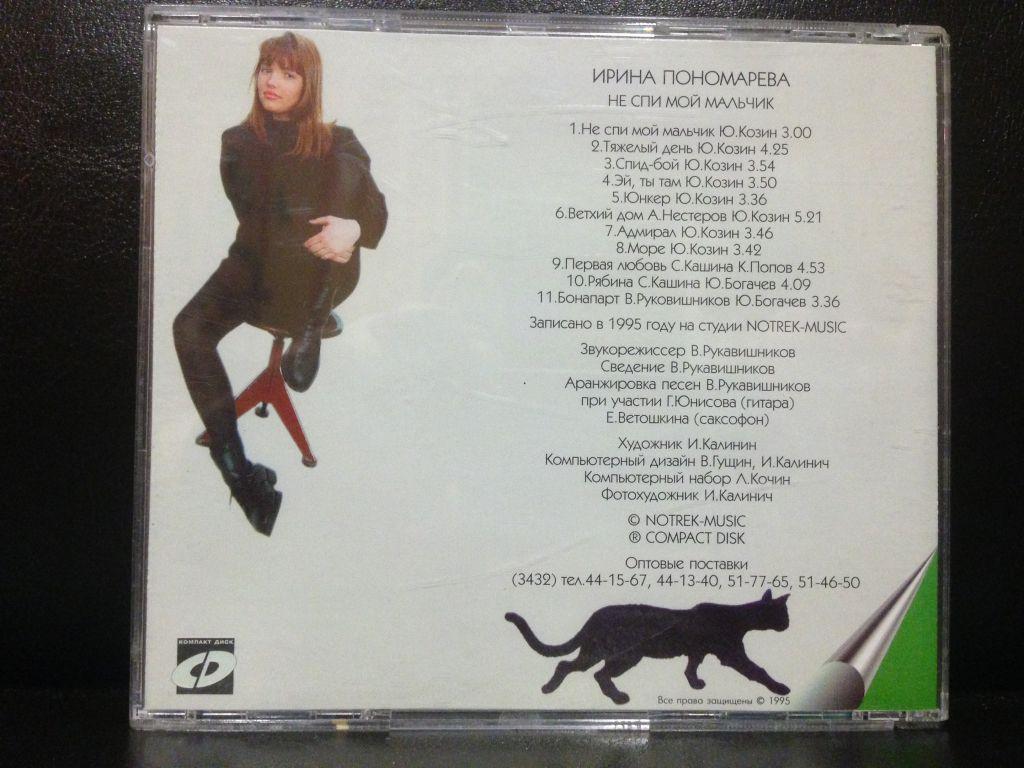 ИРИНА ПОНОМАРЕВА
НЕ СПИ МОЙ МАЛЬЧИК
1.Не спи мой мальчик Ю.Козин 3.00
2.Тяжелый день Ю.Козин 4.25
3.Спид-бой Ю.Козин 3.54
4.Эй, ты там Ю.Козин 3.50
5.Юнкер Ю.Козин 3.36
6.Ветхий дом А.Нестеров Ю.Козин 5.21
7.Адмирал Ю.Козин 3.46
8.Море Ю.Козин 3.42
9.Первая любовь С.Кашина К.Попов 4.53
10.Рябина С.Кашина Ю.Богачев 4.09
11.Бонапарт В.Руковишников Ю.Богачев 3.36
Записано в 1995 году на студии NOTREK-MUSIC
Звукорежиссер В.Рукавишников
Сведение В.Рукавишников
Аранжировка песен В.Рукавишников
при участии Г.Юнисова (гитара)
Е.Ветошкина (саксофон)
Художник И.Калинин
Компьютерный дизайн В.Гущин, И.Калинич
Компьютерный набор Л.Кочин
Фотохудожник И.Калинич
© NOTREK-MUSIC
® COMPACT DISK
Оптовые поставки
(3432) тел.44-15-67, 44-13-40, 51-77-65, 51-46-50
КОМПАКТ ДИСК
CD
Все права защищены © 1995